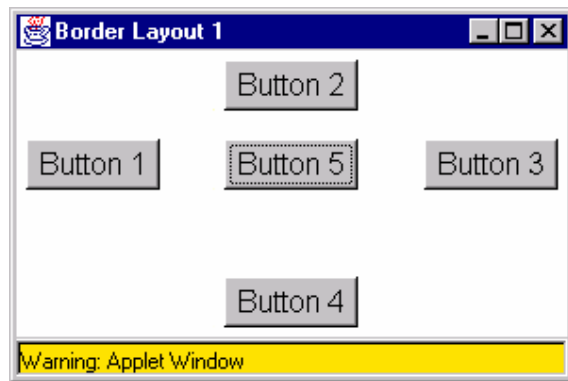 Border Layout 1
Button 2
Button 1 Button 5 Button 3
Button 4
Warning: Applet Window